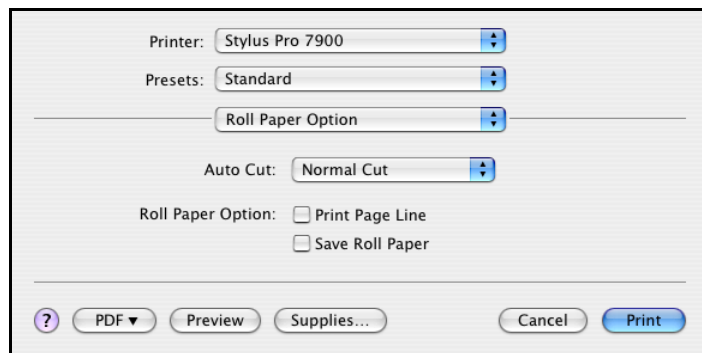 Printer: Stylus Pro 7900
Presets: Standard
Roll Paper Option
Auto Cut: Normal Cut
Roll Paper Option: Print Page Line
Save Roll Paper
? PDF ▼ Preview Supplies... Cancel Print